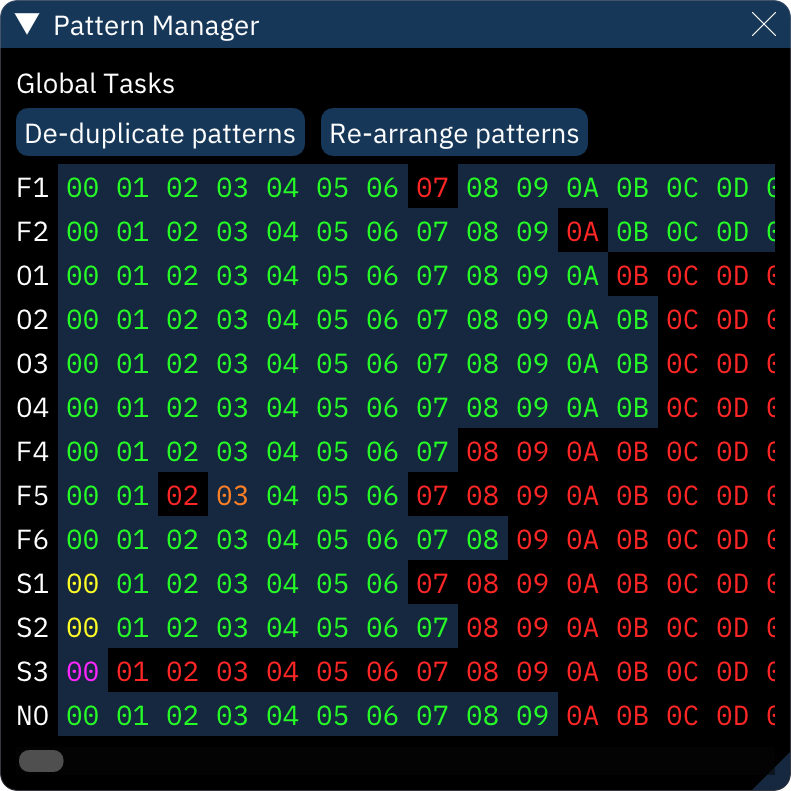 Pattern Manager
Global Tasks
De-duplicate patterns Re-arrange patterns
F1 00 01 02 03 04 05 06 07 08 09 0A 0B 0C 0D
F2 00 01 02 03 04 05 06 07 08 09 0A 0B 0C 0D
O1 00 01 02 03 04 05 06 07 08 09 0A 0B 0C 0D
O2 00 01 02 03 04 05 06 07 08 09 0A 0B 0C 0D
O3 00 01 02 03 04 05 06 07 08 09 0A 0B 0C 0D
O4 00 01 02 03 04 05 06 07 08 09 0A 0B 0C 0D
F4 00 01 02 03 04 05 06 07 08 09 0A 0B 0C 0D
F5 00 01 02 03 04 05 06 07 08 09 0A 0B 0C 0D
F6 00 01 02 03 04 05 06 07 08 09 0A 0B 0C 0D
S1 00 01 02 03 04 05 06 07 08 09 0A 0B 0C 0D
S2 00 01 02 03 04 05 06 07 08 09 0A 0B 0C 0D
S3 00 01 02 03 04 05 06 07 08 09 0A 0B 0C 0D
NO 00 01 02 03 04 05 06 07 08 09 0A 0B 0C 0D